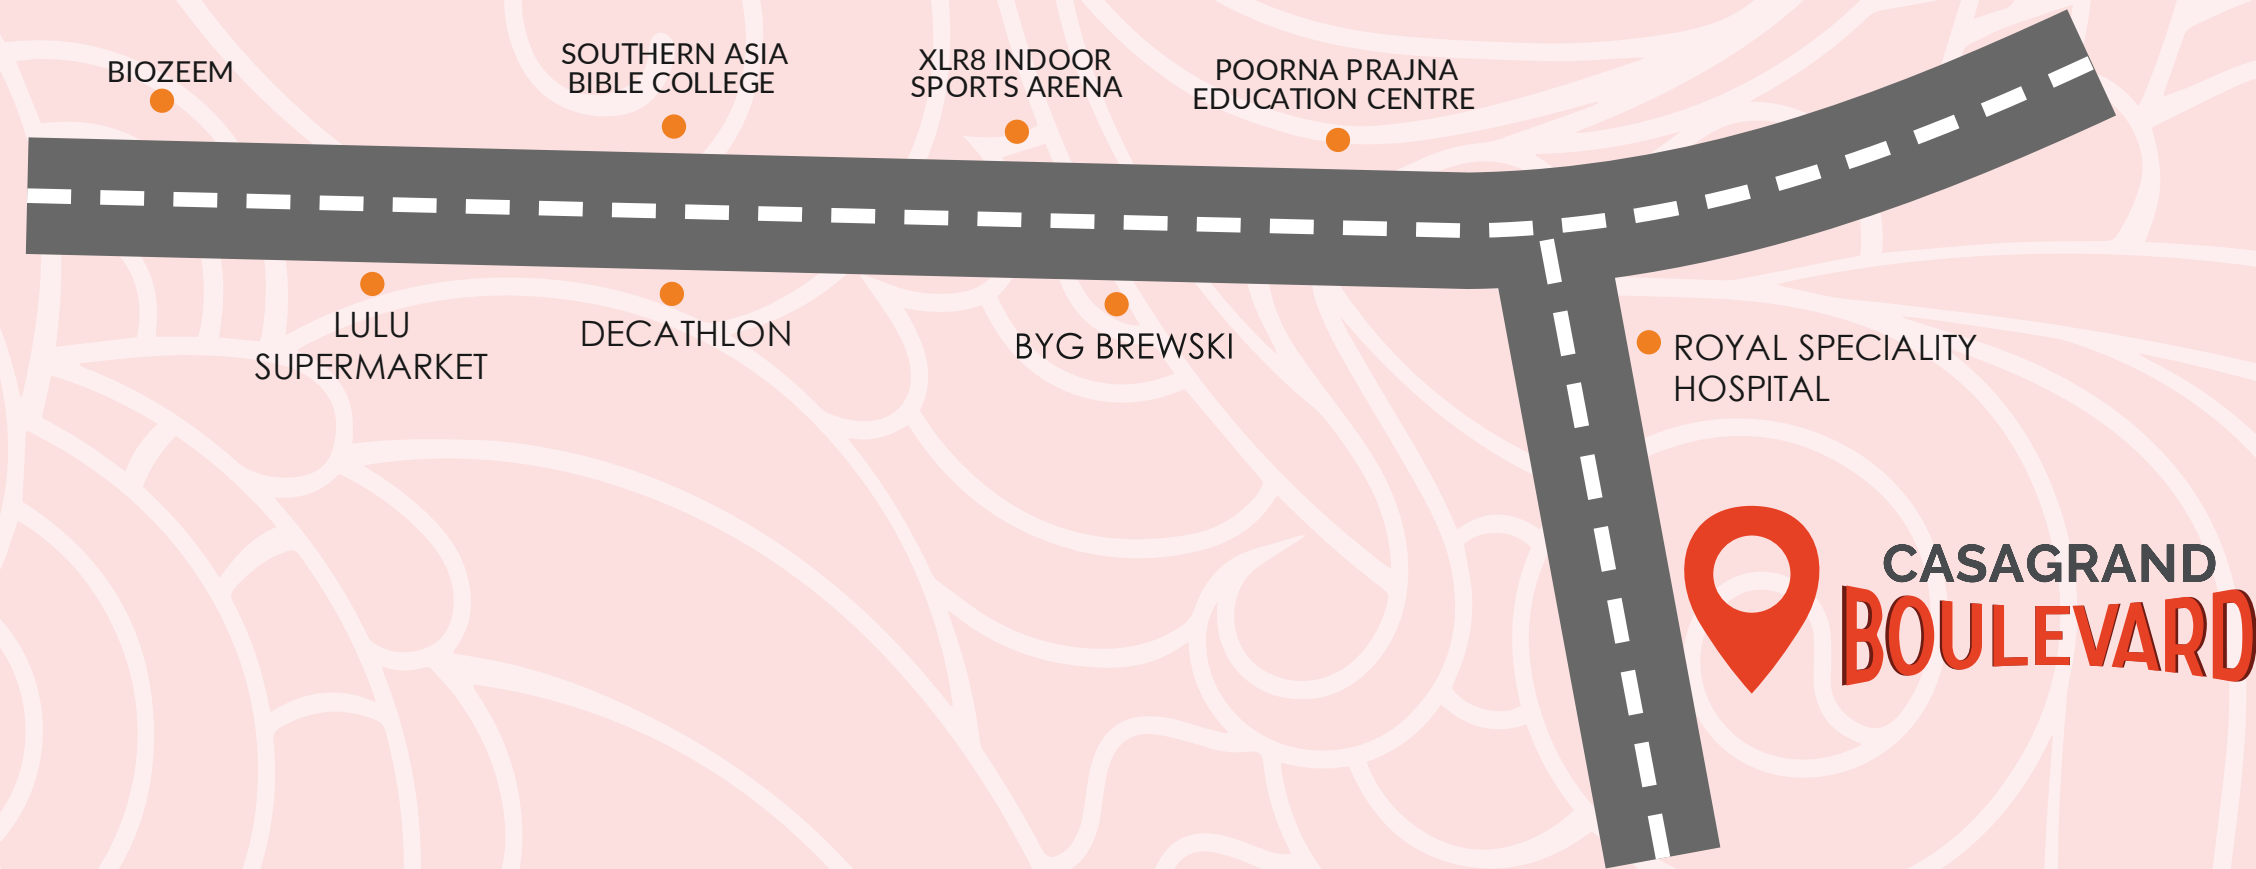 BIOZEEM
SOUTHERN ASIA
BIBLE COLLEGE
XLR8 INDOOR
SPORTS ARENA
POORNA PRAJNA
EDUCATION CENTRE
LULU
SUPERMARKET
DECATHLON
BYG BREWSKI
ROYAL SPECIALITY
HOSPITAL
CASAGRAND
BOULEVARD